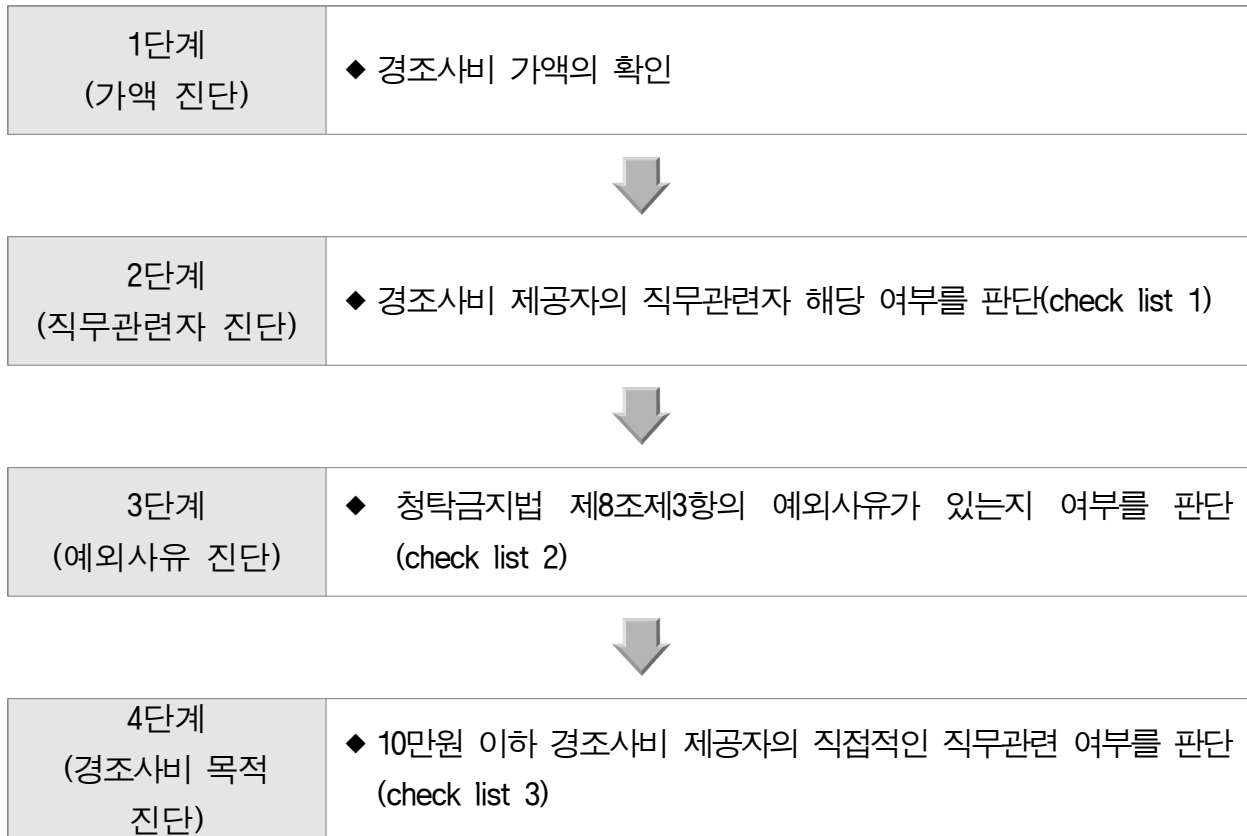 1단계
(가액 진단)
◆ 경조사비 가액의 확인
2단계
(직무관련자 진단)
◆ 경조사비 제공자의 직무관련자 해당 여부를 판단(check list 1)
3단계
(예외사유 진단)
◆ 청탁금지법 제8조제3항의 예외사유가 있는지 여부를 판단
(check list 2)
4단계
(경조사비 목적
진단)
◆ 10만원 이하 경조사비 제공자의 직접적인 직무관련 여부를 판단
(check list 3)